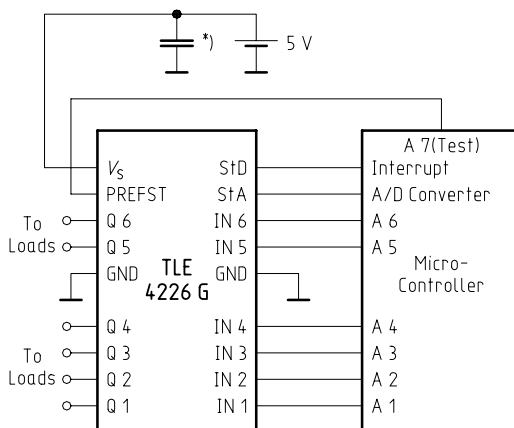 *) 5 V
A 7(Test)
VS StD Interrupt
PREFST StA A/D Converter
To Loads
Q 6 IN 6 A 6
Q 5 IN 5 A 5
GND GND
TLE
4226 G
Micro-
Controller
To Loads
Q 4 IN 4 A 4
Q 3 IN 3 A 3
Q 2 IN 2 A 2
Q 1 IN 1 A 1